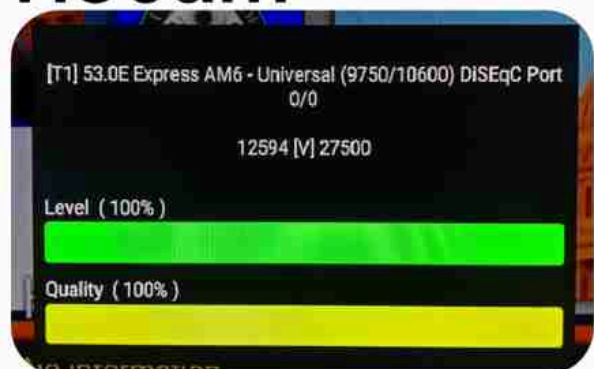 [T1] 53.0E Express AM6 - Universal (9750/10600) DiSEqC Port
0/0
12594 [V] 27500
Level ( 100% )
Quality ( 100% )